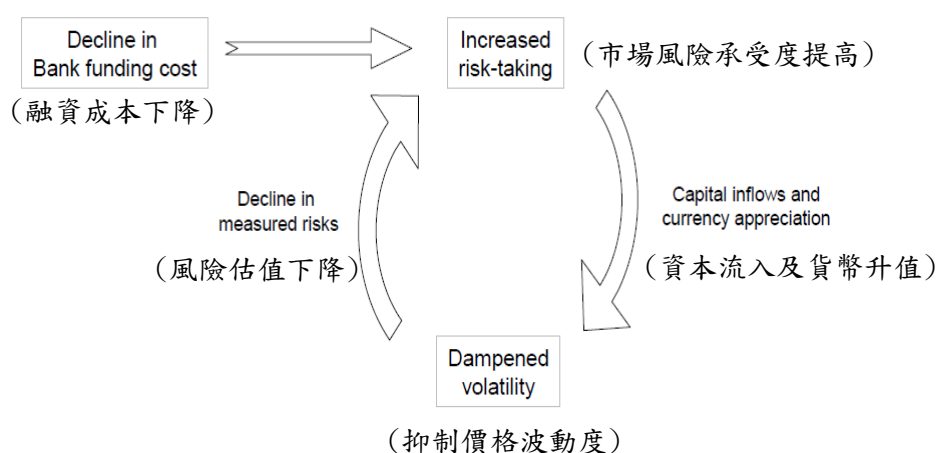 Decline in
Bank funding cost
(融資成本下降)
Increased
risk-taking
(市場風險承受度提高)
Decline in
measured risks
(風險估值下降)
Capital inflows and
currency appreciation
(資本流入及貨幣升值)
Dampened
volatility
(抑制價格波動度)